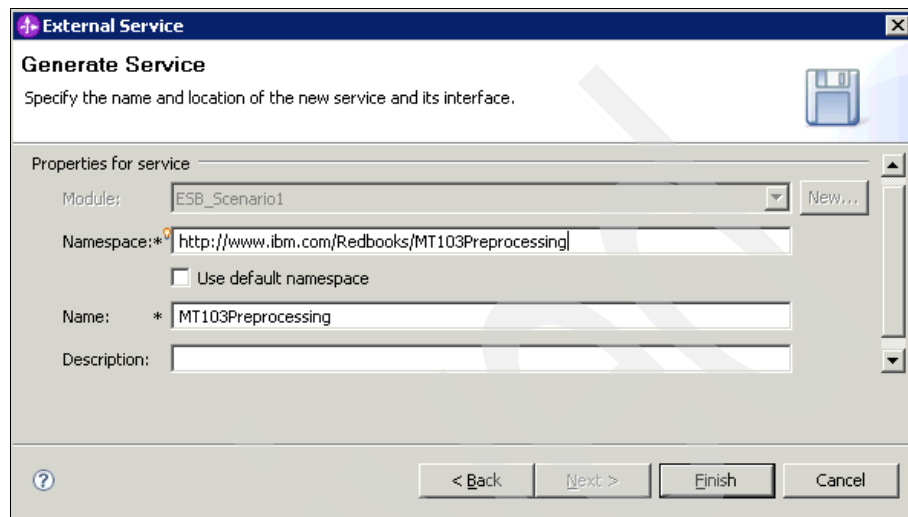 External Service
Generate Service
Specify the name and location of the new service and its interface.
Properties for service
Module: ESB_Scenario1 New...
Namespace:* http://www.ibm.com/Redbooks/MT103Preprocessing
Use default namespace
Name: * MT103Preprocessing
Description:
? < Back Next > Finish Cancel